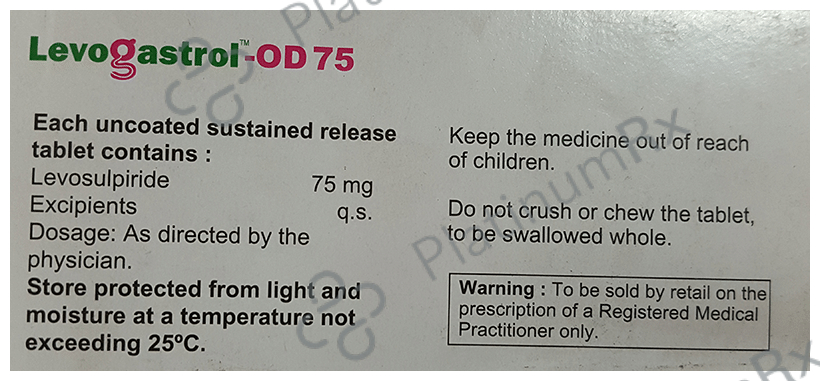 Levogastrol™-OD 75
Each uncoated sustained release
tablet contains :
Levosulpiride 75 mg
Excipients q.s.
Dosage: As directed by the
physician.
Store protected from light and
moisture at a temperature not
exceeding 25ºC.
Keep the medicine out of reach
of children.
Do not crush or chew the tablet,
to be swallowed whole.
Warning : To be sold by retail on the
prescription of a Registered Medical
Practitioner only.
PlatinumRx